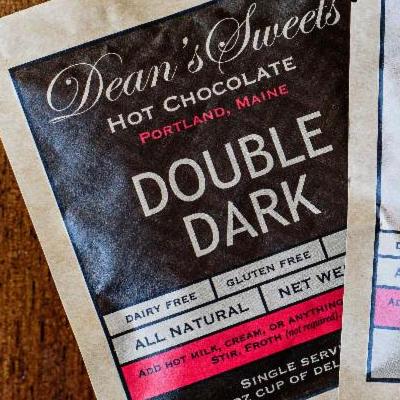 Dean's Sweets
HOT CHOCOLATE
PORTLAND, MAINE
DOUBLE
DARK
DAIRY FREE
GLUTEN FREE
ALL NATURAL
NET WE
ADD HOT MILK, CREAM, OR ANYTHING
STIR, FROTH (not required)
SINGLE SERV
OZ CUP OF DEL